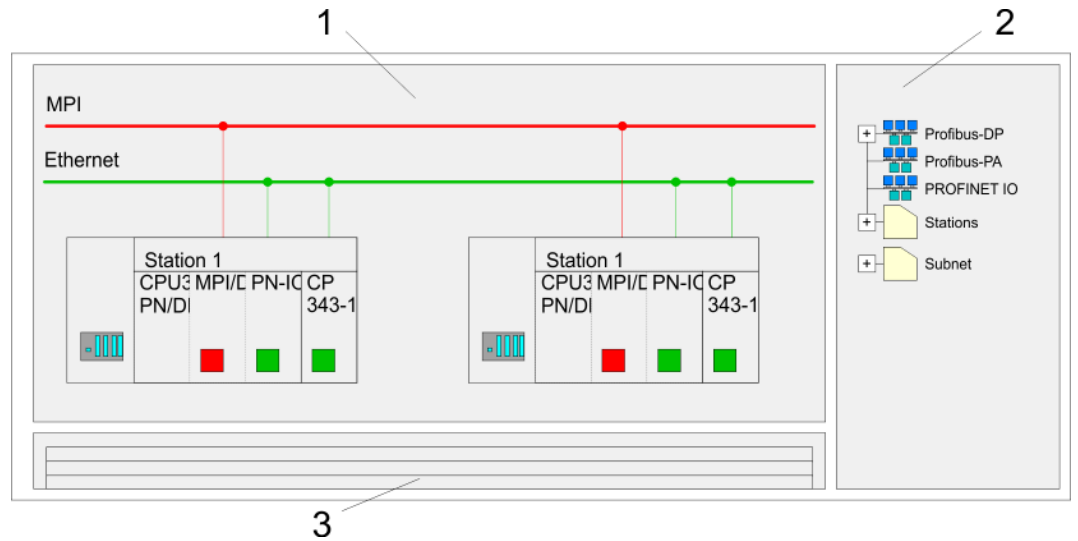 1
2
MPI
Ethernet
Profibus-DP
Profibus-PA
PROFINET IO
Stations
Subnet
Station 1
CPU3 MPI/D PN-IO CP
PN/DI 343-1
Station 1
CPU3 MPI/D PN-IO CP
PN/DI 343-1
3